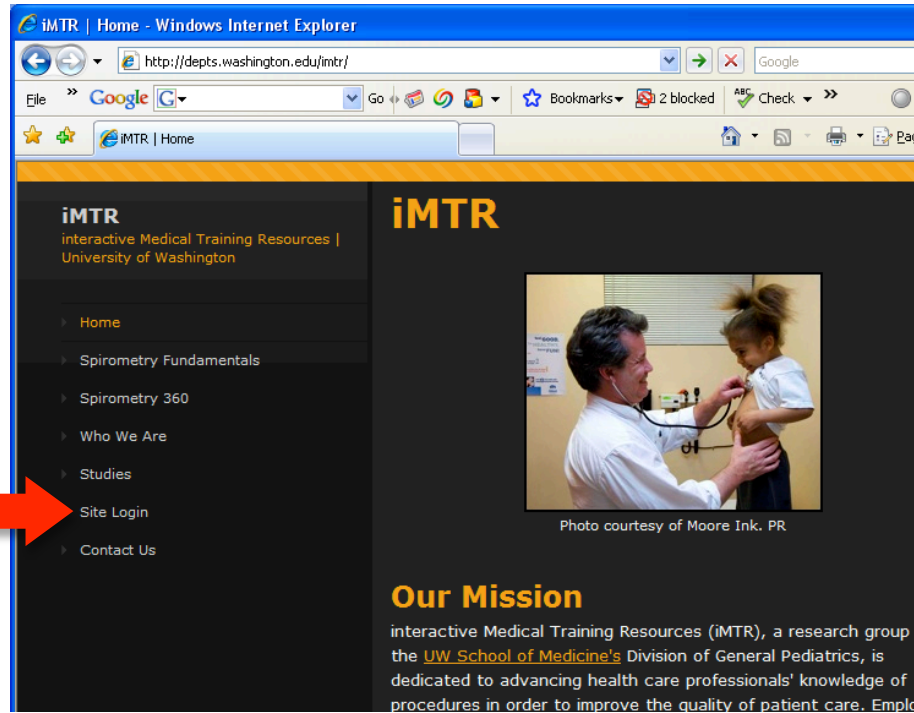 iMTR | Home - Windows Internet Explorer
http://depts.washington.edu/imtr/
Google
File » Google G Go Bookmarks 2 blocked ABC Check »
iMTR | Home
iMTR
interactive Medical Training Resources |
University of Washington
Home
Spirometry Fundamentals
Spirometry 360
Who We Are
Studies
Site Login
Contact Us
iMTR
Photo courtesy of Moore Ink. PR
Our Mission
interactive Medical Training Resources (iMTR), a research group
the UW School of Medicine's Division of General Pediatrics, is
dedicated to advancing health care professionals' knowledge of
procedures in order to improve the quality of patient care. Emplo